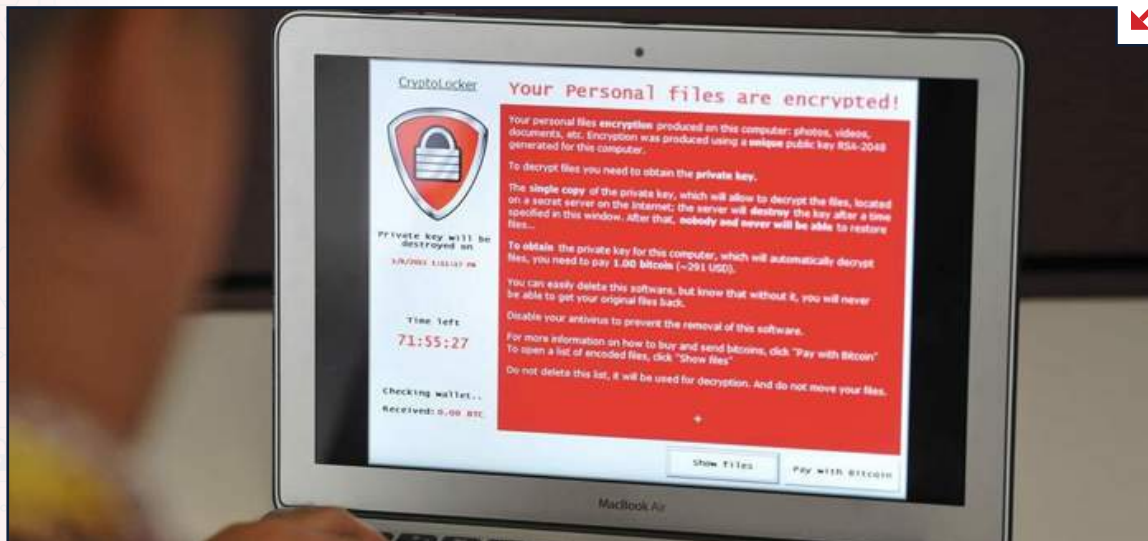 CryptoLocker
Private key will be
destroyed on
Time left
71:55:27
Checking wallet..
Received: 0.00 BTC
Your Personal files are encrypted!
Your personal files encryption produced on this computer: photos, videos,
documents, etc. Encryption was produced using a unique public key RSA-2048
generated for this computer.
To decrypt files you need to obtain the private key.
The single copy of the private key, which will allow to decrypt the files, located
on a secret server on the Internet; the server will destroy the key after a time
specified in this window. After that, nobody and never will be able to restore
files...
To obtain the private key for this computer, which will automatically decrypt
files, you need to pay 1.00 bitcoin (~291 USD).
You can easily delete this software, but know that without it, you will never
be able to get your original files back.
Disable your antivirus to prevent the removal of this software.
For more information on how to buy and send bitcoins, click "Pay with Bitcoin"
To open a list of encoded files, click "Show files"
Do not delete this list, it will be used for decryption. And do not move your files.
Show files
Pay with Bitcoin
MacBook Air